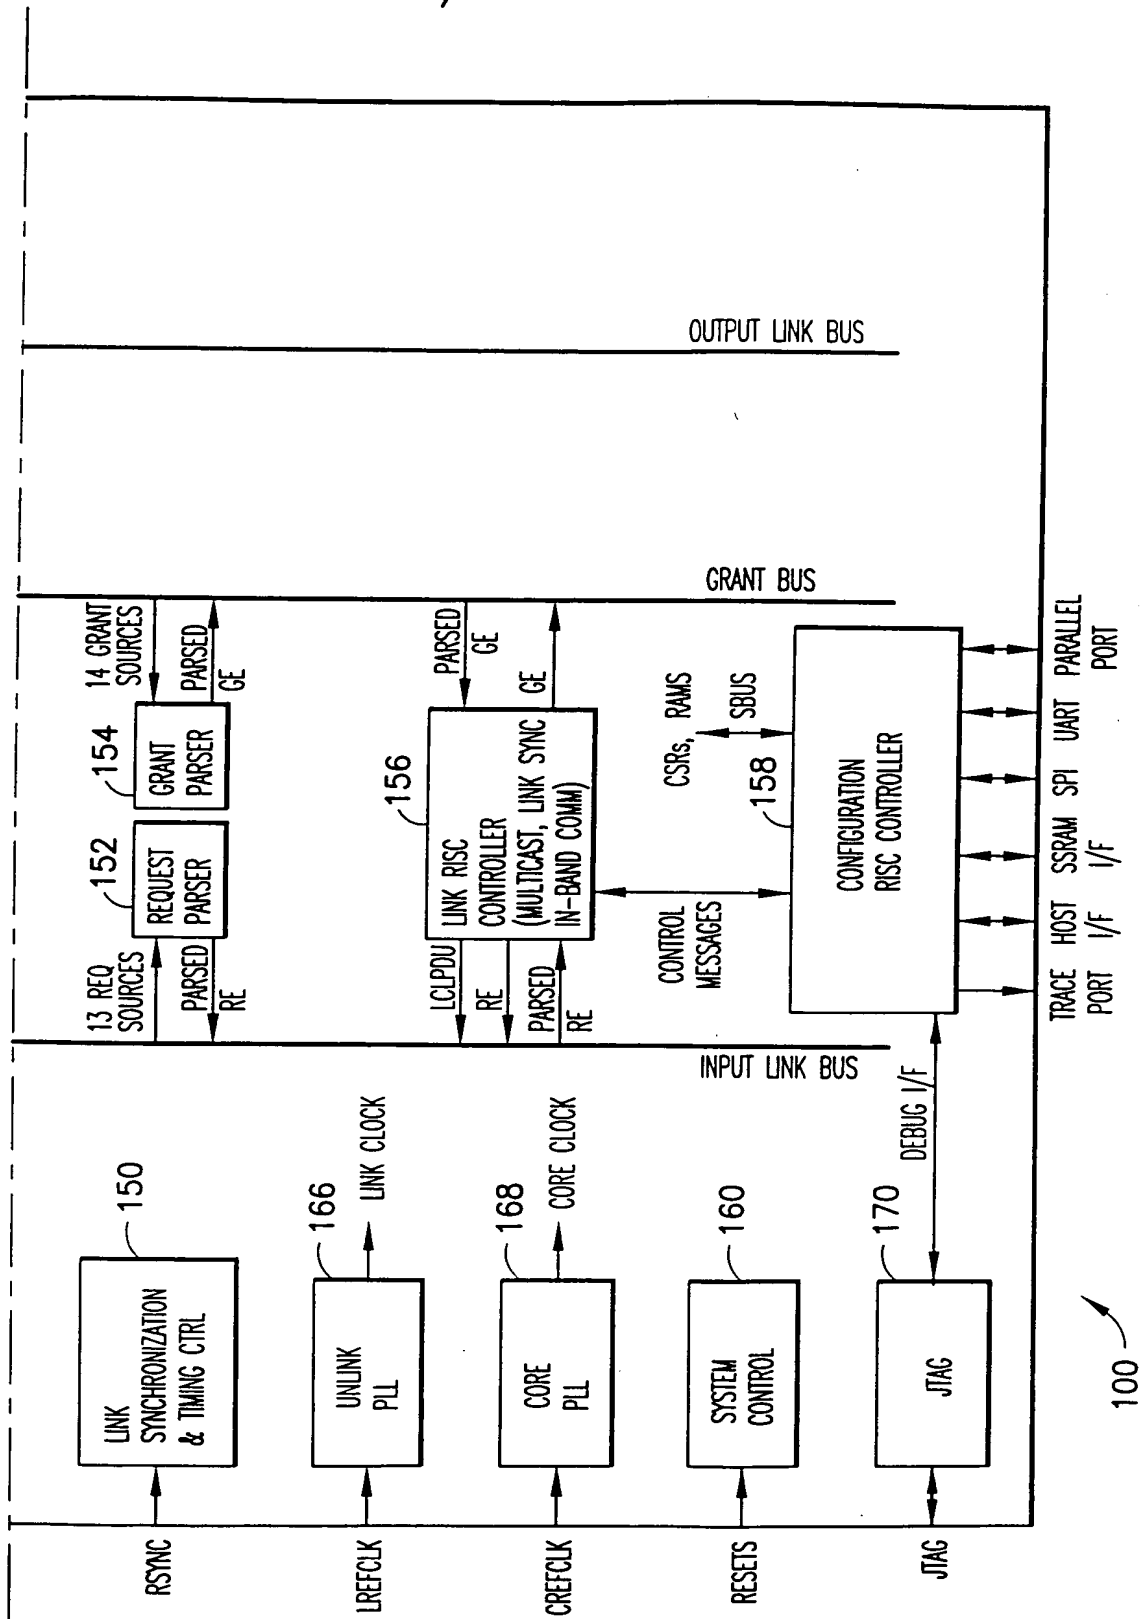 RSYNC
LINK
SYNCHRONIZATION
& TIMING CTRL
150
13 REQ
SOURCES
PARSED
RE
REQUEST
PARSER
152
GRANT
PARSER
154
14 GRANT
SOURCES
PARSED
GE
LREFCLK
UNLINK
PLL
166
LINK CLOCK
CREFCLK
CORE
PLL
168
CORE CLOCK
LCLPDU
RE
PARSED
RE
LINK RISC
CONTROLLER
(MULTICAST, LINK SYNC
IN-BAND COMM)
156
PARSED
GE
GE
RESETS
SYSTEM
CONTROL
160
INPUT LINK BUS
CONTROL
MESSAGES
CSRs, RAMS
SBUS
GRANT BUS
OUTPUT LINK BUS
JTAG
JTAG
170
DEBUG I/F
CONFIGURATION
RISC CONTROLLER
158
TRACE
PORT
HOST
I/F
SSRAM
I/F
SPI
UART
PARALLEL
PORT
100